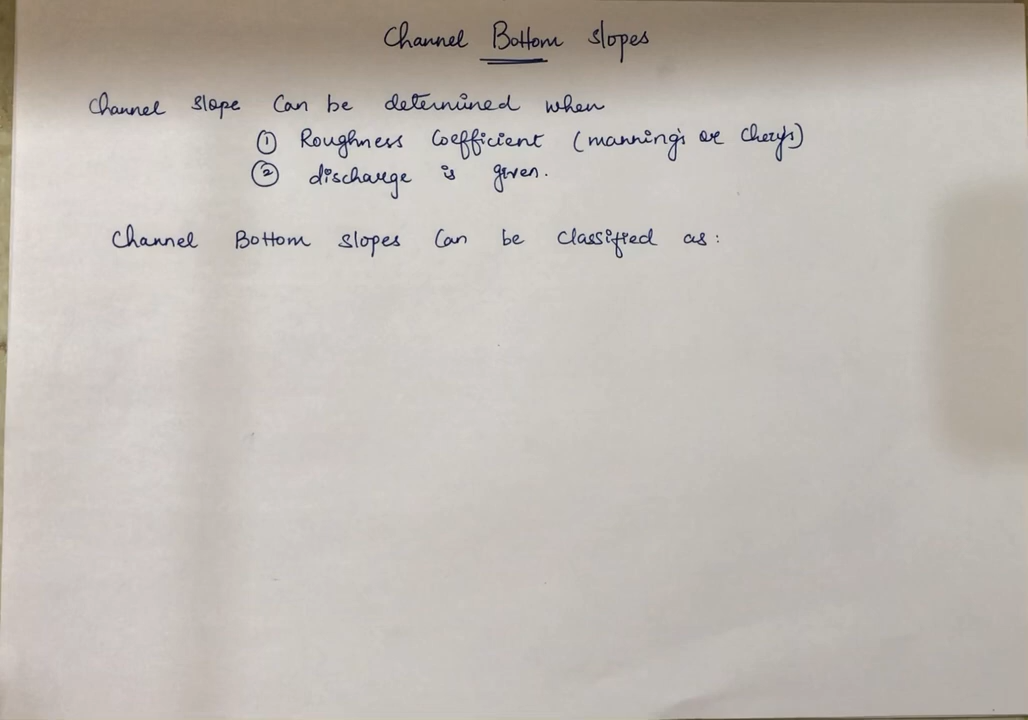 Channel Bottom slopes
Channel slope Can be determined when
① Roughness Coefficient (manning's or Chezy's)
② discharge is given.
Channel Bottom slopes Can be classified as: